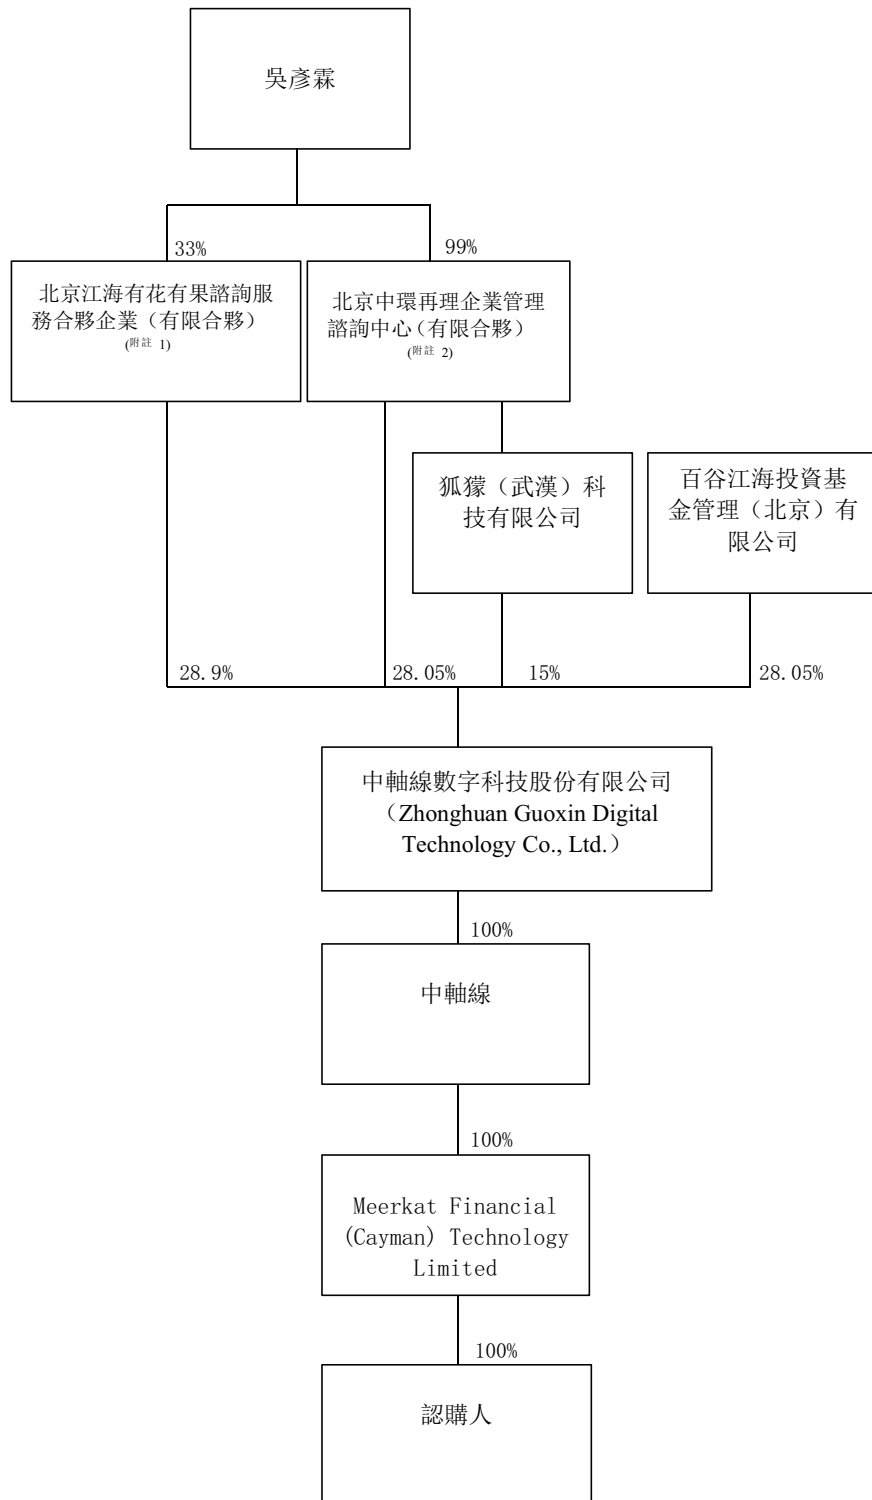 吳彥霖
33%
99%
北京江海有花有果諮詢服
務合夥企業（有限合夥）
(附註 1)
北京中環再理企業管理
諮詢中心（有限合夥）
(附註 2)
狐獴（武漢）科
技有限公司
百谷江海投資基
金管理（北京）有
限公司
28.9%
28.05%
15%
28.05%
中軸線數字科技股份有限公司
（Zhonghuan Guoxin Digital
Technology Co., Ltd.）
100%
中軸線
100%
Meerkat Financial
(Cayman) Technology
Limited
100%
認購人